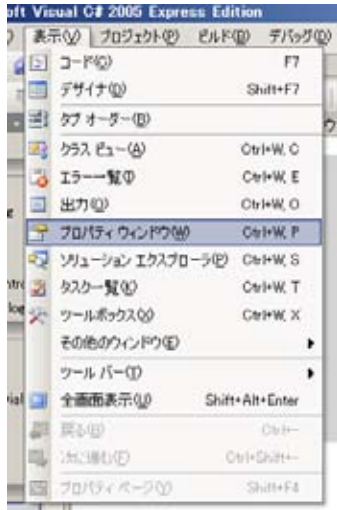 oft Visual C# 2005 Express Edition
表示(V) プロジェクト(P) ビルド(B) デバッグ(D)
コード(C) F7
デザイナ(D) Shift+F7
タブ オーダー(B)
クラス ビュー(A) Ctrl+W, C
エラー一覧(I) Ctrl+W, E
出力(O) Ctrl+W, O
プロパティ ウィンドウ(W) Ctrl+W, P
ソリューション エクスプローラ(P) Ctrl+W, S
タスク一覧(K) Ctrl+W, T
ツールボックス(X) Ctrl+W, X
その他のウィンドウ(E)
ツール バー(T)
全画面表示(U) Shift+Alt+Enter
戻る(B) Ctrl+-
次に進む(F) Ctrl+Shift+-
プロパティ ページ(Y) Shift+F4